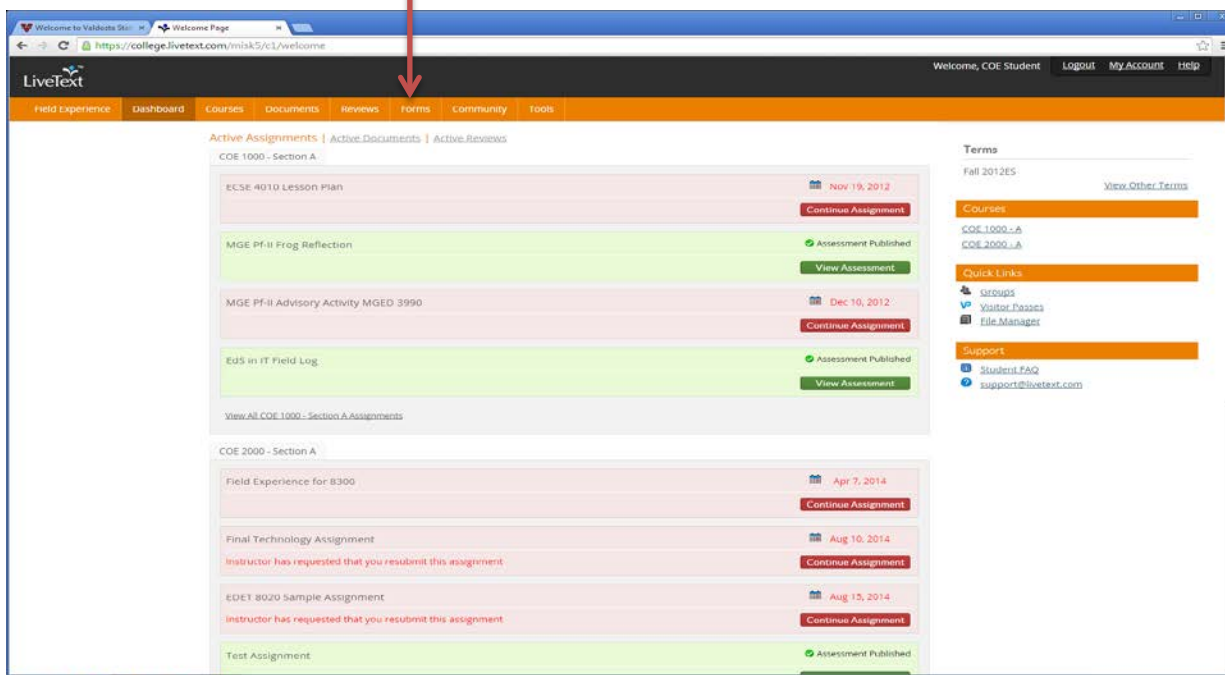 Welcome to Valdosta Stat
Welcome Page
https://college.livetext.com/misk5/c1/welcome
LiveText™
Welcome, COE Student Logout My Account Help
Field Experience Dashboard Courses Documents Reviews Forms Community Tools
Active Assignments | Active Documents | Active Reviews
COE 1000 - Section A
ECSE 4010 Lesson Plan
Nov 19, 2012
Continue Assignment
MGE Pf-II Frog Reflection
Assessment Published
View Assessment
MGE Pf-II Advisory Activity MGED 3990
Dec 10, 2012
Continue Assignment
EdS in IT Field Log
Assessment Published
View Assessment
View All COE 1000 - Section A Assignments
COE 2000 - Section A
Field Experience for 8300
Apr 7, 2014
Continue Assignment
Final Technology Assignment
Aug 10, 2014
Instructor has requested that you resubmit this assignment
Continue Assignment
EDET 8020 Sample Assignment
Aug 15, 2014
Instructor has requested that you resubmit this assignment
Continue Assignment
Test Assignment
Assessment Published
Terms
Fall 2012ES
View Other Terms
Courses
COE 1000 - A
COE 2000 - A
Quick Links
Groups
VP Visitor Passes
File Manager
Support
Student FAQ
support@livetext.com